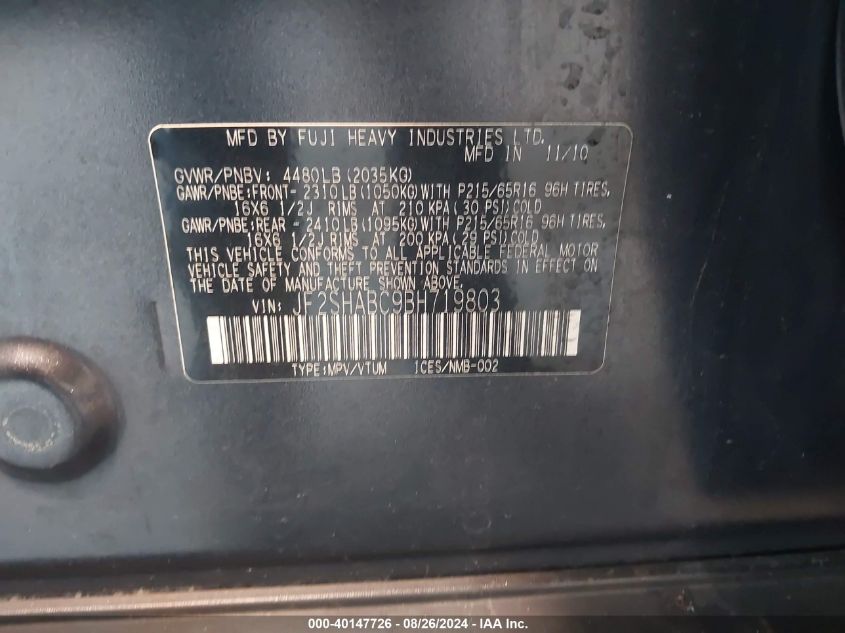 MFD BY FUJI HEAVY INDUSTRIES LTD.
MFD IN 11/10
GVWR/PNBV: 4480LB (2035KG)
GAWR/PNBE:FRONT- 2310LB (1050KG)WITH P215/65R16 96H TIRES,
16X6 1/2J RIMS AT 210 KPA (30 PSI)COLD
GAWR/PNBE:REAR - 2410LB (1095KG)WITH P215/65R16 96H TIRES,
16X6 1/2J RIMS AT 200 KPA (29 PSI)COLD.
THIS VEHICLE CONFORMS TO ALL APPLICABLE FEDERAL MOTOR
VEHICLE SAFETY AND THEFT PREVENTION STANDARDS IN EFFECT ON
THE DATE OF MANUFACTURE SHOWN ABOVE.
VIN: JF2SHABC9BH719803
TYPE:MPV/VTUM ICES/NMB-002
000-40147726 - 08/26/2024 - IAA Inc.